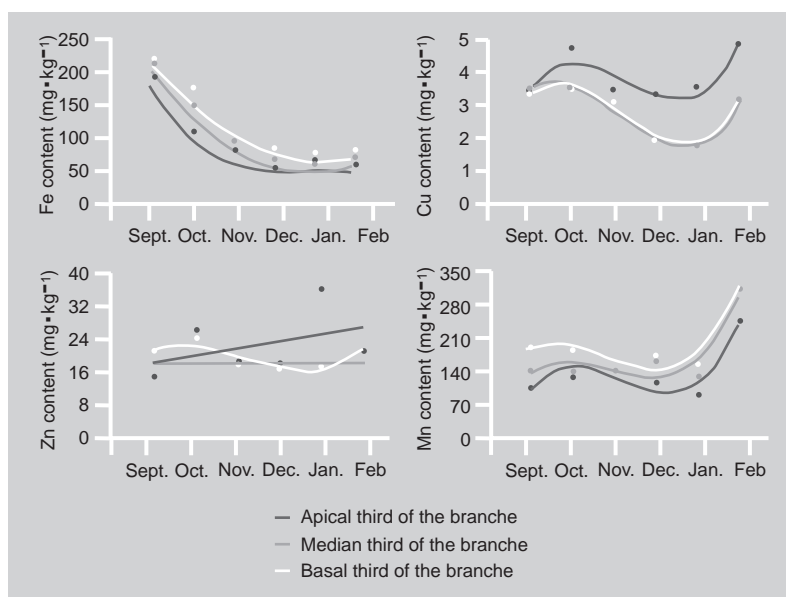 Fe content (mg▪kg⁻¹)
250
200
150
100
50
0
Sept. Oct. Nov. Dec. Jan. Feb
Cu content (mg▪kg⁻¹)
5
4
3
2
1
0
Sept. Oct. Nov. Dec. Jan. Feb
Zn content (mg▪kg⁻¹)
40
32
24
16
8
0
Sept. Oct. Nov. Dec. Jan. Feb
Mn content (mg▪kg⁻¹)
350
280
210
140
70
0
Sept. Oct. Nov. Dec. Jan. Feb
Apical third of the branche
Median third of the branche
Basal third of the branche